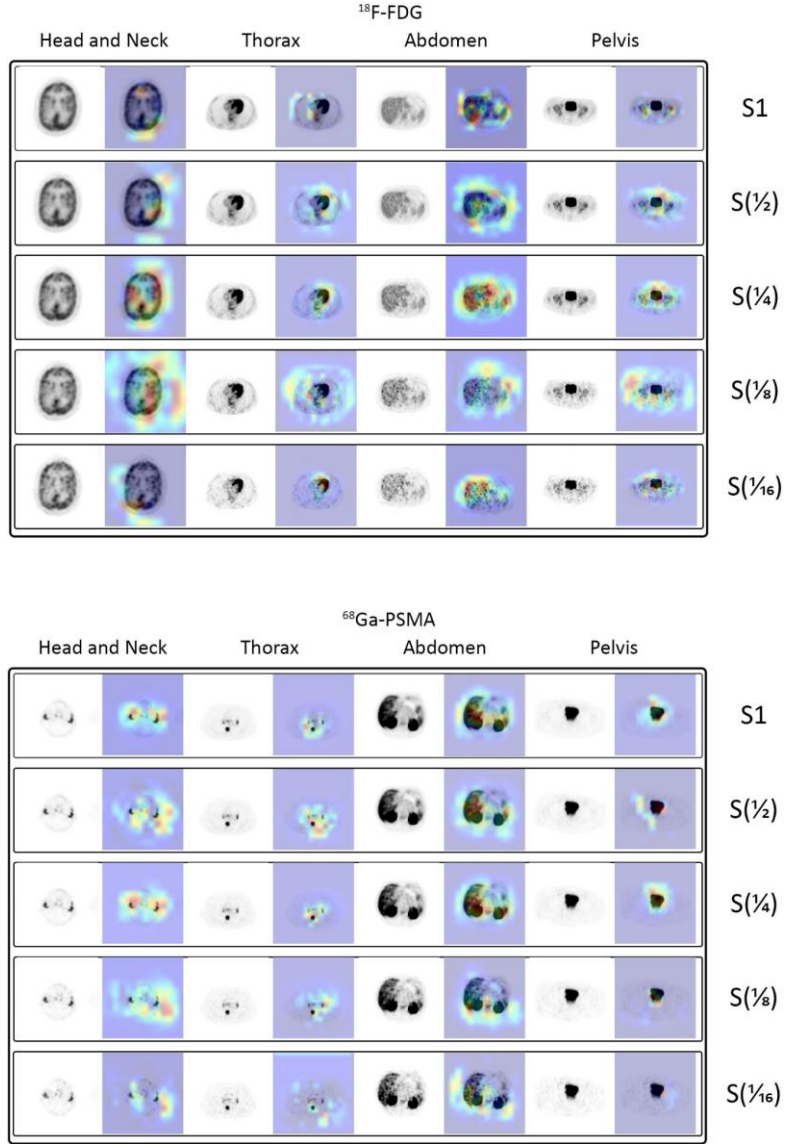 ¹⁸F-FDG
Head and Neck Thorax Abdomen Pelvis
S1
S(½)
S(¼)
S(⅛)
S(¹⁄₁₆)
⁶⁸Ga-PSMA
Head and Neck Thorax Abdomen Pelvis
S1
S(½)
S(¼)
S(⅛)
S(¹⁄₁₆)